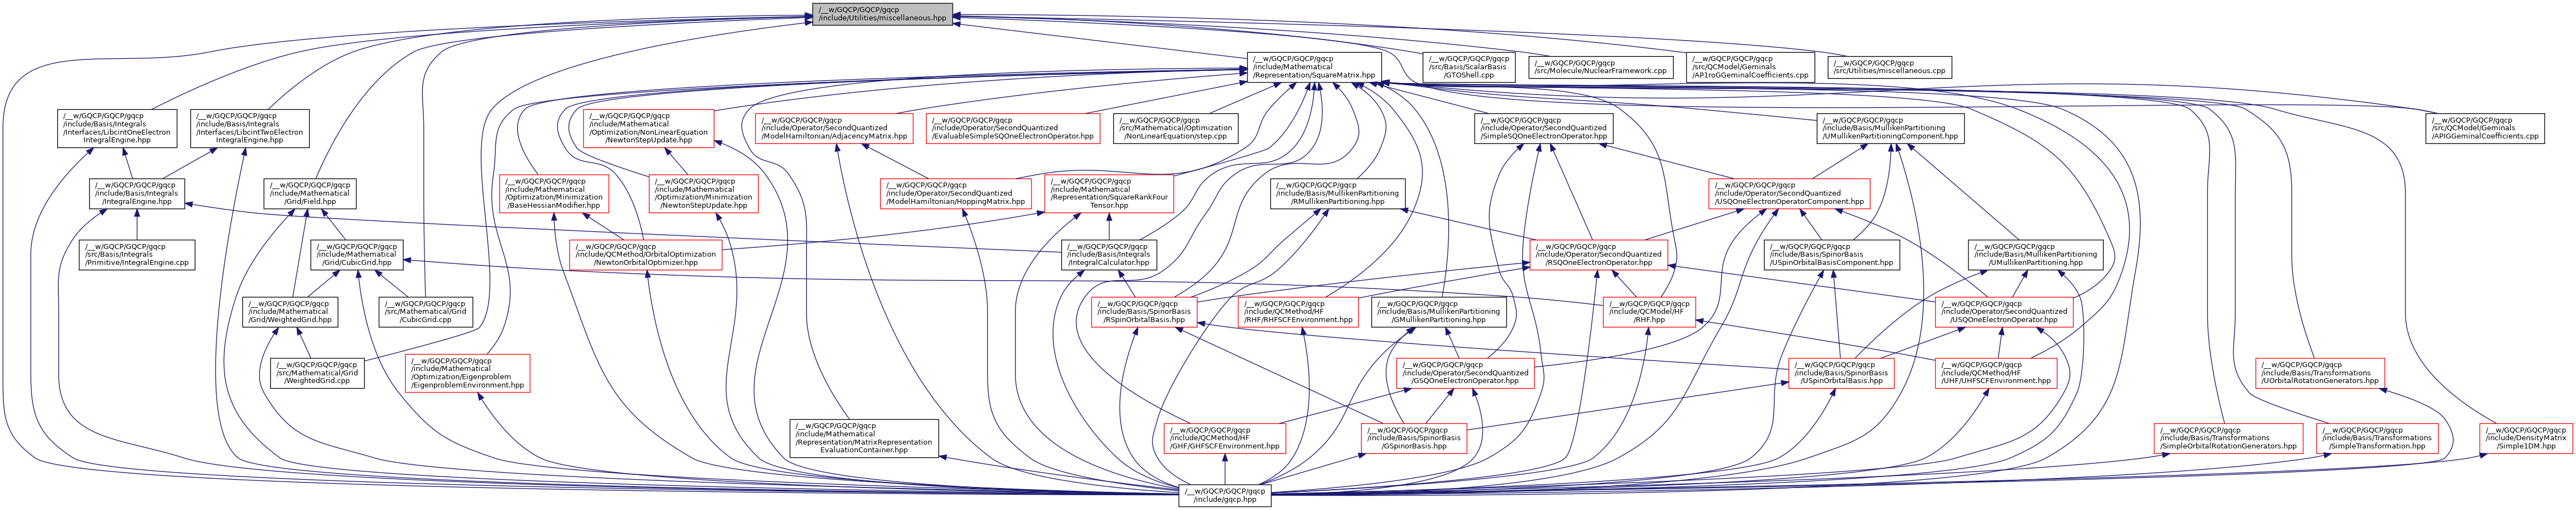 /__w/GQCP/GQCP/gqcp
/include/Utilities/miscellaneous.hpp
/__w/GQCP/GQCP/gqcp
/include/Mathematical
/Representation/SquareMatrix.hpp
/__w/GQCP/GQCP/gqcp
/src/Basis/ScalarBasis
/GTOShell.cpp
/__w/GQCP/GQCP/gqcp
/src/Molecule/NuclearFramework.cpp
/__w/GQCP/GQCP/gqcp
/src/QCModel/Geminals
/AP1roGGeminalCoefficients.cpp
/__w/GQCP/GQCP/gqcp
/src/Utilities/miscellaneous.cpp
/__w/GQCP/GQCP/gqcp
/include/Basis/Integrals
/Interfaces/LibcintOneElectron
IntegralEngine.hpp
/__w/GQCP/GQCP/gqcp
/include/Basis/Integrals
/Interfaces/LibcintTwoElectron
IntegralEngine.hpp
/__w/GQCP/GQCP/gqcp
/include/Mathematical
/Optimization/NonLinearEquation
/NewtonStepUpdate.hpp
/__w/GQCP/GQCP/gqcp
/include/Operator/SecondQuantized
/ModelHamiltonian/AdjacencyMatrix.hpp
/__w/GQCP/GQCP/gqcp
/include/Operator/SecondQuantized
/EvaluableSimpleSQOneElectronOperator.hpp
/__w/GQCP/GQCP/gqcp
/src/Mathematical/Optimization
/NonLinearEquation/step.cpp
/__w/GQCP/GQCP/gqcp
/include/Operator/SecondQuantized
/SimpleSQOneElectronOperator.hpp
/__w/GQCP/GQCP/gqcp
/include/Basis/MullikenPartitioning
/UMullikenPartitioningComponent.hpp
/__w/GQCP/GQCP/gqcp
/src/QCModel/Geminals
/APIGGeminalCoefficients.cpp
/__w/GQCP/GQCP/gqcp
/include/Basis/Integrals
/IntegralEngine.hpp
/__w/GQCP/GQCP/gqcp
/include/Mathematical
/Grid/Field.hpp
/__w/GQCP/GQCP/gqcp
/include/Mathematical
/Optimization/Minimization
/BaseHessianModifier.hpp
/__w/GQCP/GQCP/gqcp
/include/Mathematical
/Optimization/Minimization
/NewtonStepUpdate.hpp
/__w/GQCP/GQCP/gqcp
/include/Operator/SecondQuantized
/ModelHamiltonian/HoppingMatrix.hpp
/__w/GQCP/GQCP/gqcp
/include/Mathematical
/Representation/SquareRankFour
Tensor.hpp
/__w/GQCP/GQCP/gqcp
/include/Basis/MullikenPartitioning
/RMullikenPartitioning.hpp
/__w/GQCP/GQCP/gqcp
/include/Operator/SecondQuantized
/USQOneElectronOperatorComponent.hpp
/__w/GQCP/GQCP/gqcp
/src/Basis/Integrals
/Primitive/IntegralEngine.cpp
/__w/GQCP/GQCP/gqcp
/include/Mathematical
/Grid/CubicGrid.hpp
/__w/GQCP/GQCP/gqcp
/include/QCMethod/OrbitalOptimization
/NewtonOrbitalOptimizer.hpp
/__w/GQCP/GQCP/gqcp
/include/Basis/Integrals
/IntegralCalculator.hpp
/__w/GQCP/GQCP/gqcp
/include/Operator/SecondQuantized
/RSQOneElectronOperator.hpp
/__w/GQCP/GQCP/gqcp
/include/Basis/SpinorBasis
/USpinOrbitalBasisComponent.hpp
/__w/GQCP/GQCP/gqcp
/include/Basis/MullikenPartitioning
/UMullikenPartitioning.hpp
/__w/GQCP/GQCP/gqcp
/include/Mathematical
/Grid/WeightedGrid.hpp
/__w/GQCP/GQCP/gqcp
/src/Mathematical/Grid
/CubicGrid.cpp
/__w/GQCP/GQCP/gqcp
/include/Basis/SpinorBasis
/RSpinOrbitalBasis.hpp
/__w/GQCP/GQCP/gqcp
/include/QCMethod/HF
/RHF/RHFSCFEnvironment.hpp
/__w/GQCP/GQCP/gqcp
/include/Basis/MullikenPartitioning
/GMullikenPartitioning.hpp
/__w/GQCP/GQCP/gqcp
/include/QCModel/HF
/RHF.hpp
/__w/GQCP/GQCP/gqcp
/include/Operator/SecondQuantized
/USQOneElectronOperator.hpp
/__w/GQCP/GQCP/gqcp
/src/Mathematical/Grid
/WeightedGrid.cpp
/__w/GQCP/GQCP/gqcp
/include/Mathematical
/Optimization/Eigenproblem
/EigenproblemEnvironment.hpp
/__w/GQCP/GQCP/gqcp
/include/Operator/SecondQuantized
/GSQOneElectronOperator.hpp
/__w/GQCP/GQCP/gqcp
/include/Basis/SpinorBasis
/USpinOrbitalBasis.hpp
/__w/GQCP/GQCP/gqcp
/include/QCMethod/HF
/UHF/UHFSCFEnvironment.hpp
/__w/GQCP/GQCP/gqcp
/include/Basis/Transformations
/UOrbitalRotationGenerators.hpp
/__w/GQCP/GQCP/gqcp
/include/Mathematical
/Representation/MatrixRepresentation
EvaluationContainer.hpp
/__w/GQCP/GQCP/gqcp
/include/QCMethod/HF
/GHF/GHFSCFEnvironment.hpp
/__w/GQCP/GQCP/gqcp
/include/Basis/SpinorBasis
/GSpinorBasis.hpp
/__w/GQCP/GQCP/gqcp
/include/Basis/Transformations
/SimpleOrbitalRotationGenerators.hpp
/__w/GQCP/GQCP/gqcp
/include/Basis/Transformations
/SimpleTransformation.hpp
/__w/GQCP/GQCP/gqcp
/include/DensityMatrix
/Simple1DM.hpp
/__w/GQCP/GQCP/gqcp
/include/gqcp.hpp